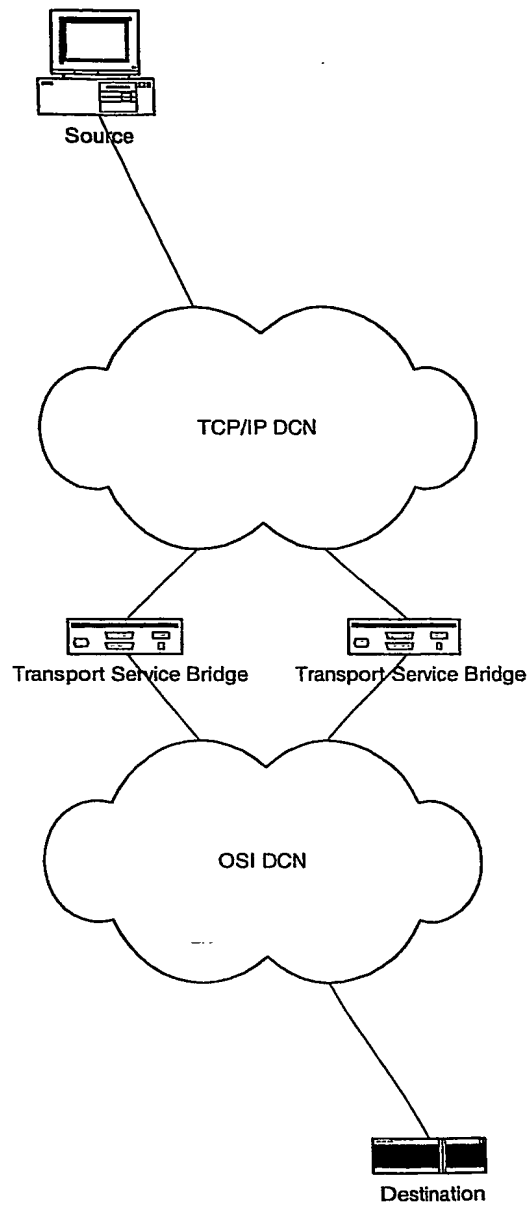 Source
TCP/IP DCN
Transport Service Bridge
Transport Service Bridge
OSI DCN
Destination